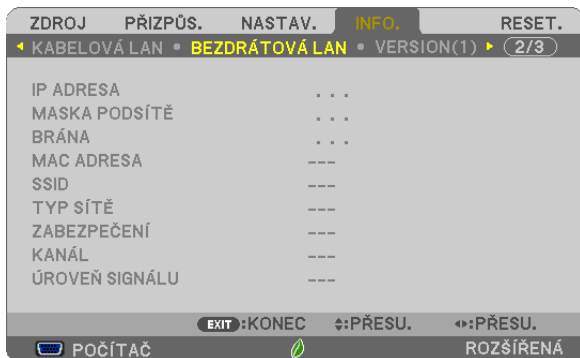 ZDROJ PŘIZPŮS. NASTAV. INFO. RESET.
KABELOVÁ LAN • BEZDRÁTOVÁ LAN • VERSION(1) 2/3
IP ADRESA . . .
MASKA PODSÍTĚ . . .
BRÁNA . . .
MAC ADRESA ---
SSID ---
TYP SÍTĚ ---
ZABEZPEČENÍ ---
KANÁL ---
ÚROVEŇ SIGNÁLU ---
EXIT :KONEC :PŘESU. :PŘESU.
POČÍTAČ ROZŠÍŘENÁ